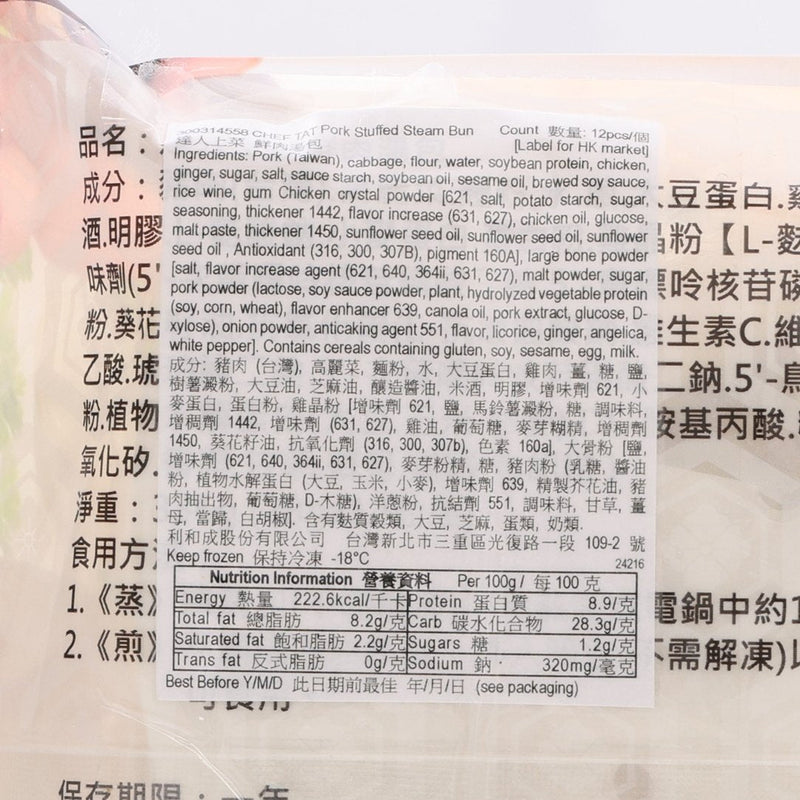 品名：
成分：
酒.明膠
味劑(5'
粉.葵花
乙酸.琥
粉.植物
氧化矽.
淨重：
食用方法
1.《蒸》
2.《煎》
可食用
保存期限：一年
300314558 CHEF TAT Pork Stuffed Steam Bun Count 數量: 12pcs/個
達人上菜 鮮肉湯包 [Label for HK market]
Ingredients: Pork (Taiwan), cabbage, flour, water, soybean protein, chicken,
ginger, sugar, salt, sauce starch, soybean oil, sesame oil, brewed soy sauce,
rice wine, gum Chicken crystal powder [621, salt, potato starch, sugar,
seasoning, thickener 1442, flavor increase (631, 627), chicken oil, glucose,
malt paste, thickener 1450, sunflower seed oil, sunflower seed oil, sunflower
seed oil , Antioxidant (316, 300, 307B), pigment 160A], large bone powder
[salt, flavor increase agent (621, 640, 364ii, 631, 627), malt powder, sugar,
pork powder (lactose, soy sauce powder, plant, hydrolyzed vegetable protein
(soy, corn, wheat), flavor enhancer 639, canola oil, pork extract, glucose, D-
xylose), onion powder, anticaking agent 551, flavor, licorice, ginger, angelica,
white pepper]. Contains cereals containing gluten, soy, sesame, egg, milk.
成分: 豬肉 (台灣), 高麗菜, 麵粉, 水, 大豆蛋白, 雞肉, 薑, 糖, 鹽,
樹薯澱粉, 大豆油, 芝麻油, 釀造醬油, 米酒, 明膠, 增味劑 621, 小
麥蛋白, 蛋白粉, 雞晶粉 [增味劑 621, 鹽, 馬鈴薯澱粉, 糖, 調味料,
增稠劑 1442, 增味劑 (631, 627), 雞油, 葡萄糖, 麥芽糊精, 增稠劑
1450, 葵花籽油, 抗氧化劑 (316, 300, 307b), 色素 160a], 大骨粉 [鹽,
增味劑 (621, 640, 364ii, 631, 627), 麥芽粉精, 糖, 豬肉粉 (乳糖, 醬油
粉, 植物水解蛋白 (大豆, 玉米, 小麥), 增味劑 639, 精製芥花油, 豬
肉抽出物, 葡萄糖, D-木糖), 洋蔥粉, 抗結劑 551, 調味料, 甘草, 薑
母, 當歸, 白胡椒]. 含有麩質穀類, 大豆, 芝麻, 蛋類, 奶類.
利和成股份有限公司 台灣新北市三重區光復路一段 109-2 號
Keep frozen 保持冷凍 -18°C 24216
Nutrition Information 營養資料 Per 100g / 每 100 克
Energy 熱量 222.6kcal/千卡 Protein 蛋白質 8.9/克
Total fat 總脂肪 8.2g/克 Carb 碳水化合物 28.3g/克
Saturated fat 飽和脂肪 2.2g/克 Sugars 糖 1.2g/克
Trans fat 反式脂肪 0g/克 Sodium 鈉 320mg/毫克
Best Before Y/M/D 此日期前最佳 年/月/日 (see packaging)
豆蛋白.雞
晶粉【L-麩
嘌呤核苷磷
維生素C.維
二鈉.5'-鳥
胺基丙酸.
電鍋中約1
不需解凍)以